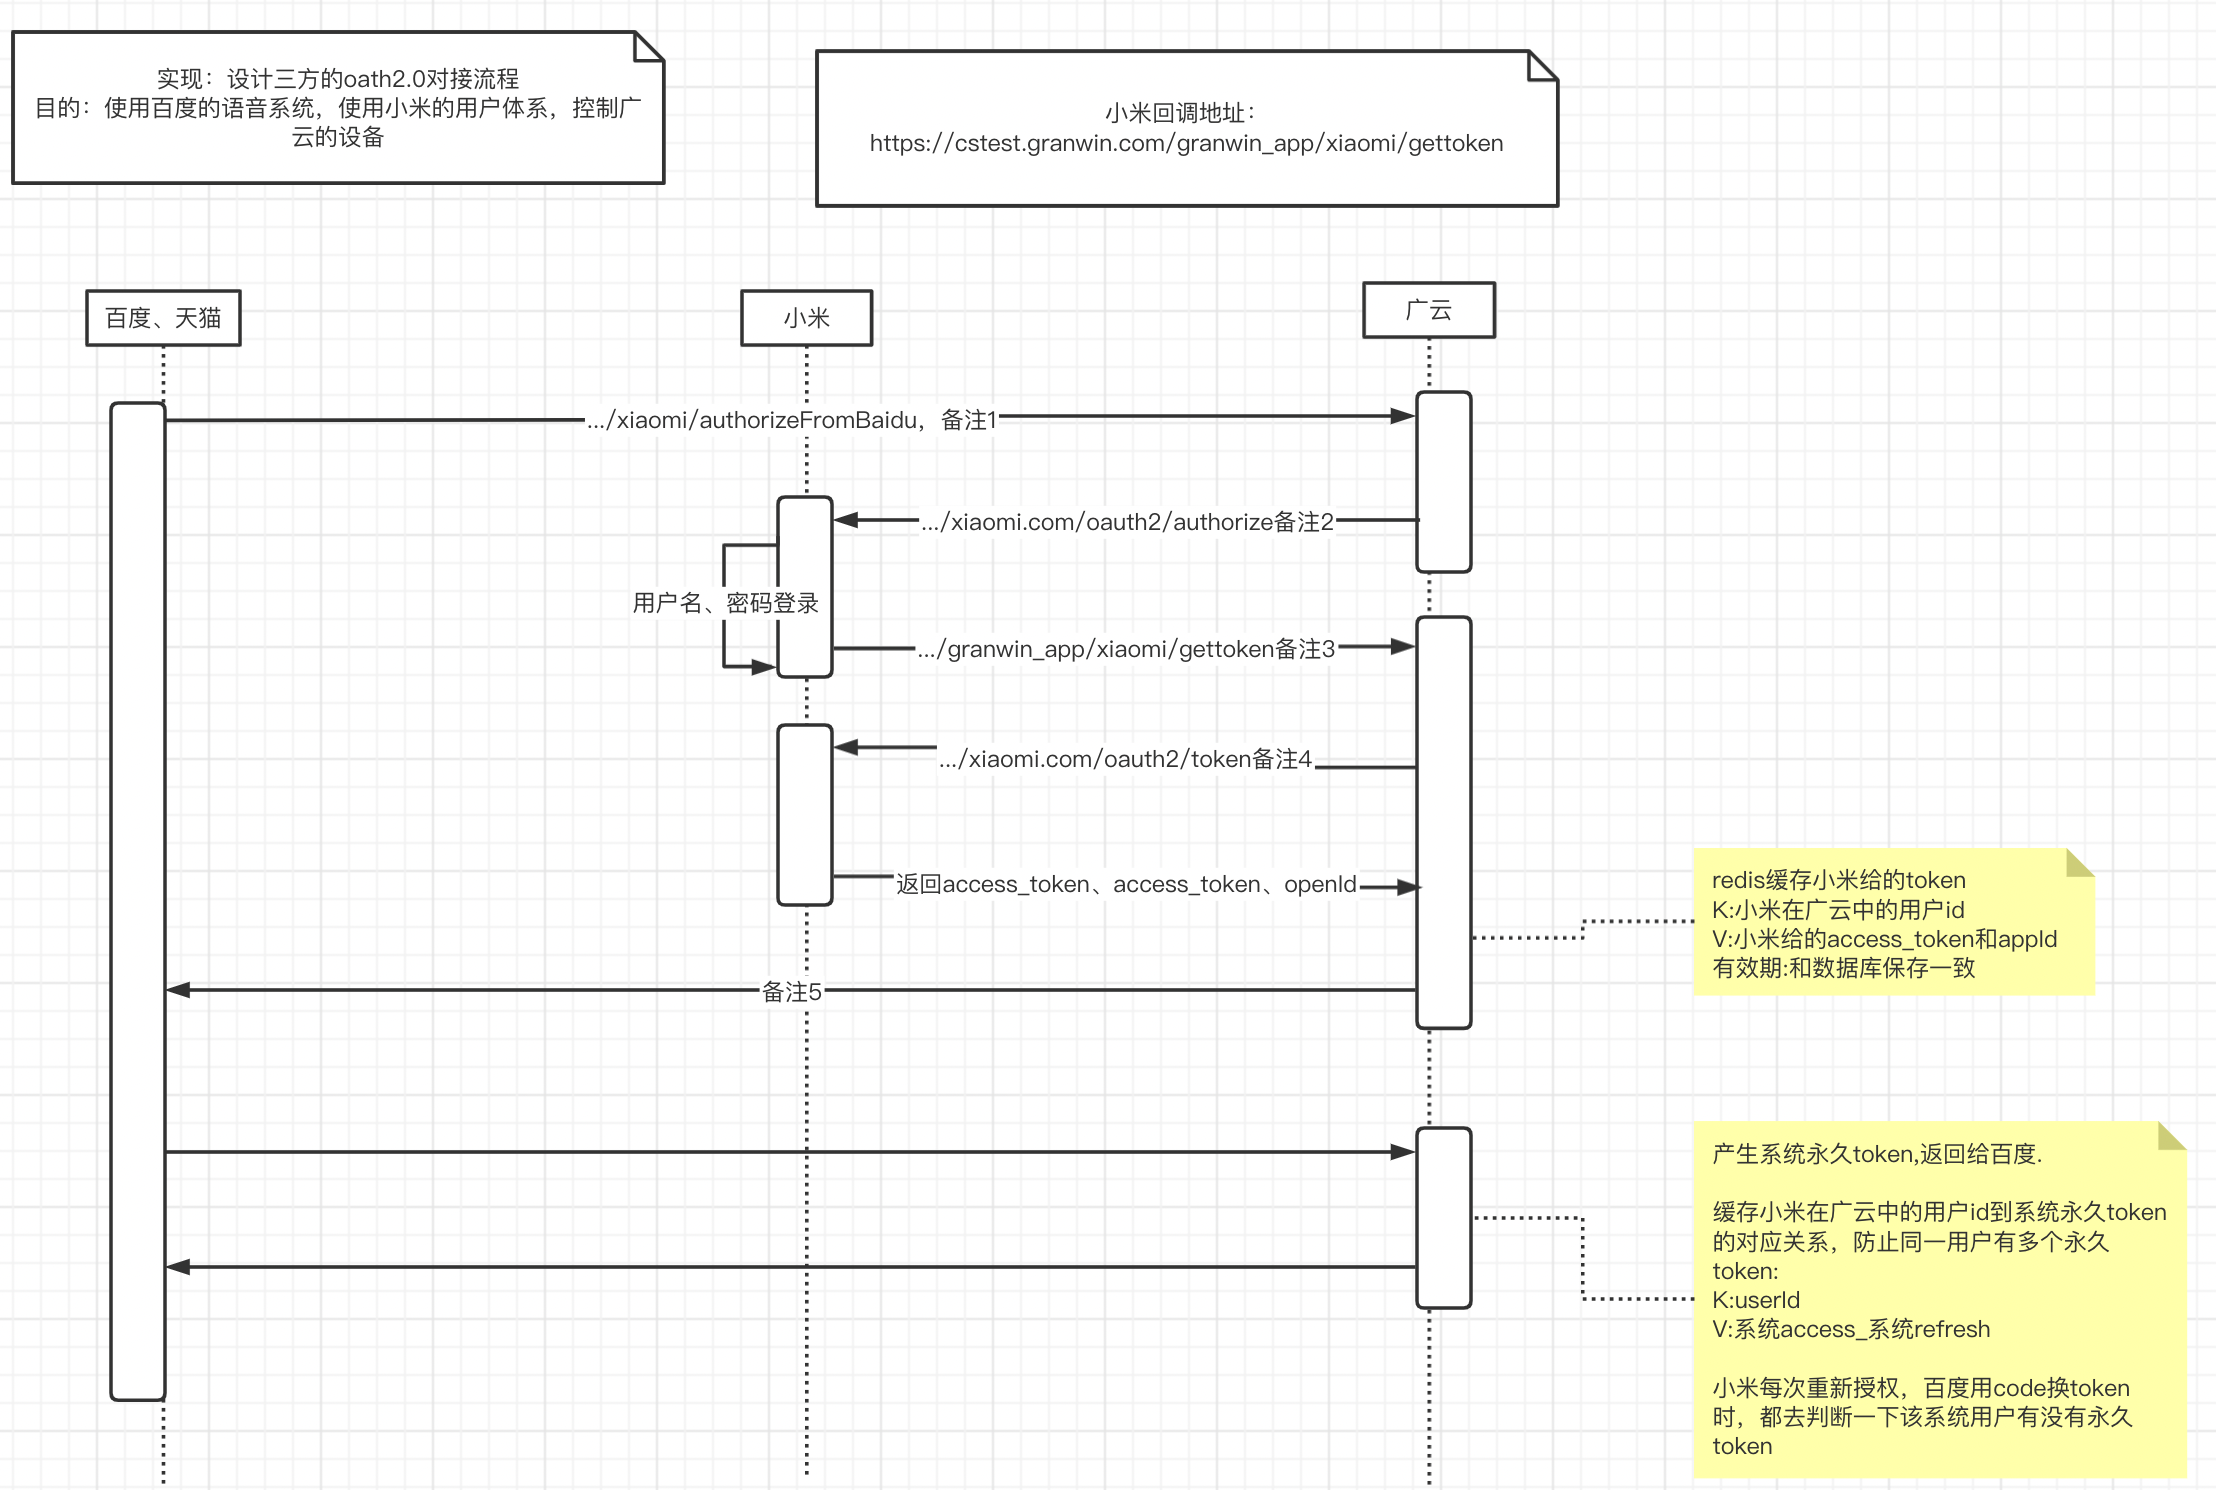 实现：设计三方的oath2.0对接流程
目的：使用百度的语音系统，使用小米的用户体系，控制广
云的设备
小米回调地址：
https://cstest.granwin.com/granwin_app/xiaomi/gettoken
百度、天猫
小米
广云
.../xiaomi/authorizeFromBaidu，备注1
.../xiaomi.com/oauth2/authorize备注2
用户名、密码登录
.../granwin_app/xiaomi/gettoken备注3
.../xiaomi.com/oauth2/token备注4
返回access_token、access_token、openId
redis缓存小米给的token
K:小米在广云中的用户id
V:小米给的access_token和appId
有效期:和数据库保存一致
备注5
产生系统永久token,返回给百度.
缓存小米在广云中的用户id到系统永久token
的对应关系，防止同一用户有多个永久
token:
K:userId
V:系统access_系统refresh
小米每次重新授权，百度用code换token
时，都去判断一下该系统用户有没有永久
token